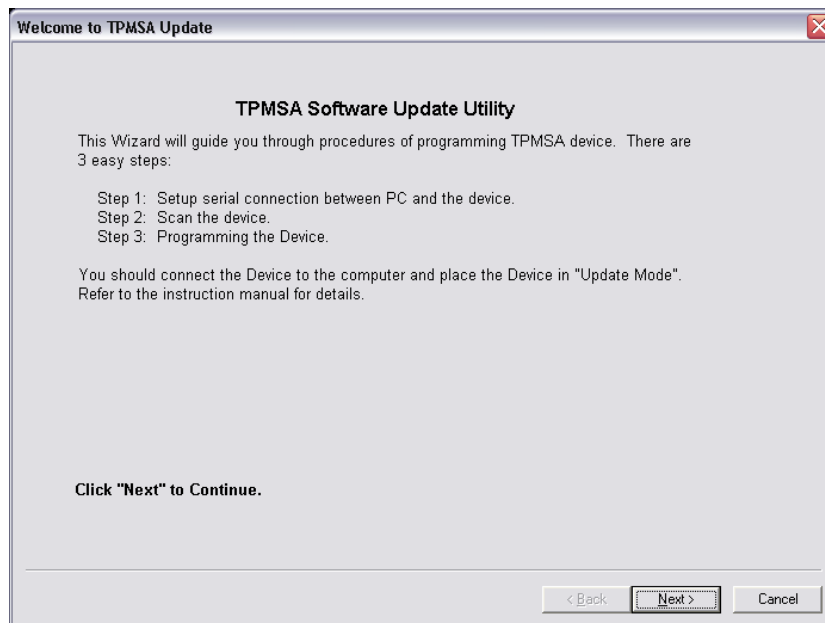 Welcome to TPMSA Update
TPMSA Software Update Utility
This Wizard will guide you through procedures of programming TPMSA device.  There are
3 easy steps:
Step 1:  Setup serial connection between PC and the device.
Step 2:  Scan the device.
Step 3:  Programming the Device.
You should connect the Device to the computer and place the Device in "Update Mode".
Refer to the instruction manual for details.
Click "Next" to Continue.
< Back
Next >
Cancel